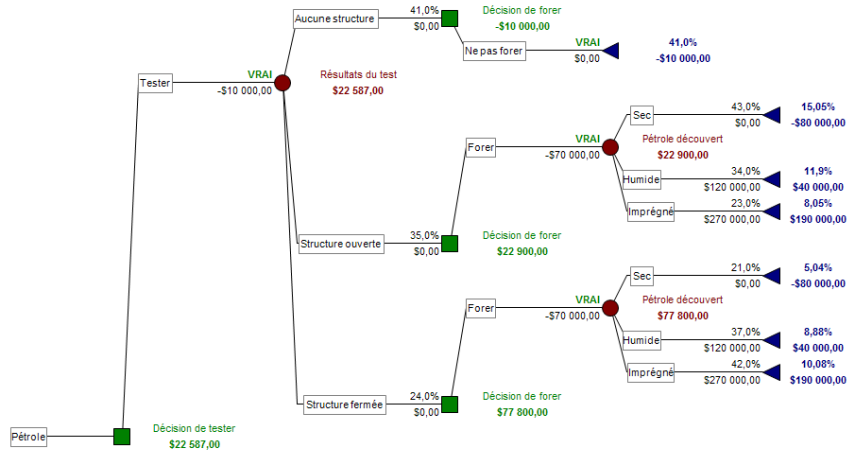 Aucune structure
41,0%
$0,00
Décision de forer
-$10 000,00
Ne pas forer
VRAI
$0,00
41,0%
-$10 000,00
Tester
VRAI
-$10 000,00
Résultats du test
$22 587,00
Sec
43,0%
$0,00
15,05%
-$80 000,00
Forer
VRAI
-$70 000,00
Pétrole découvert
$22 900,00
Humide
34,0%
$120 000,00
11,9%
$40 000,00
Imprégné
23,0%
$270 000,00
8,05%
$190 000,00
Structure ouverte
35,0%
$0,00
Décision de forer
$22 900,00
Sec
21,0%
$0,00
5,04%
-$80 000,00
Forer
VRAI
-$70 000,00
Pétrole découvert
$77 800,00
Humide
37,0%
$120 000,00
8,88%
$40 000,00
Imprégné
42,0%
$270 000,00
10,08%
$190 000,00
Structure fermée
24,0%
$0,00
Décision de forer
$77 800,00
Pétrole
Décision de tester
$22 587,00